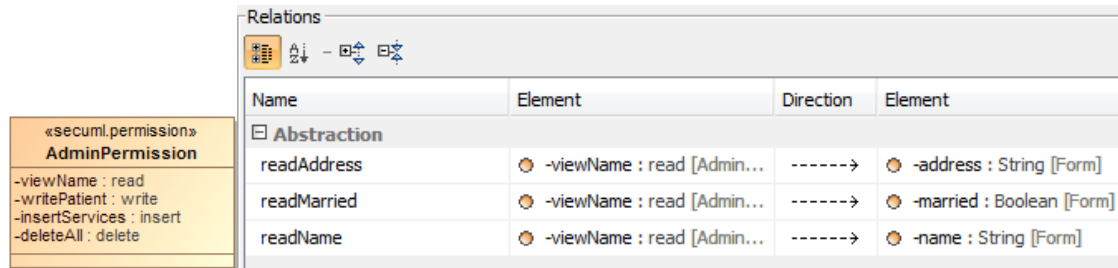 Relations
Name Element Direction Element
Abstraction
readAddress -viewName : read [Admin... -address : String [Form]
readMarried -viewName : read [Admin... -married : Boolean [Form]
readName -viewName : read [Admin... -name : String [Form]
«secuml.permission»
AdminPermission
-viewName : read
-writePatient : write
-insertServices : insert
-deleteAll : delete